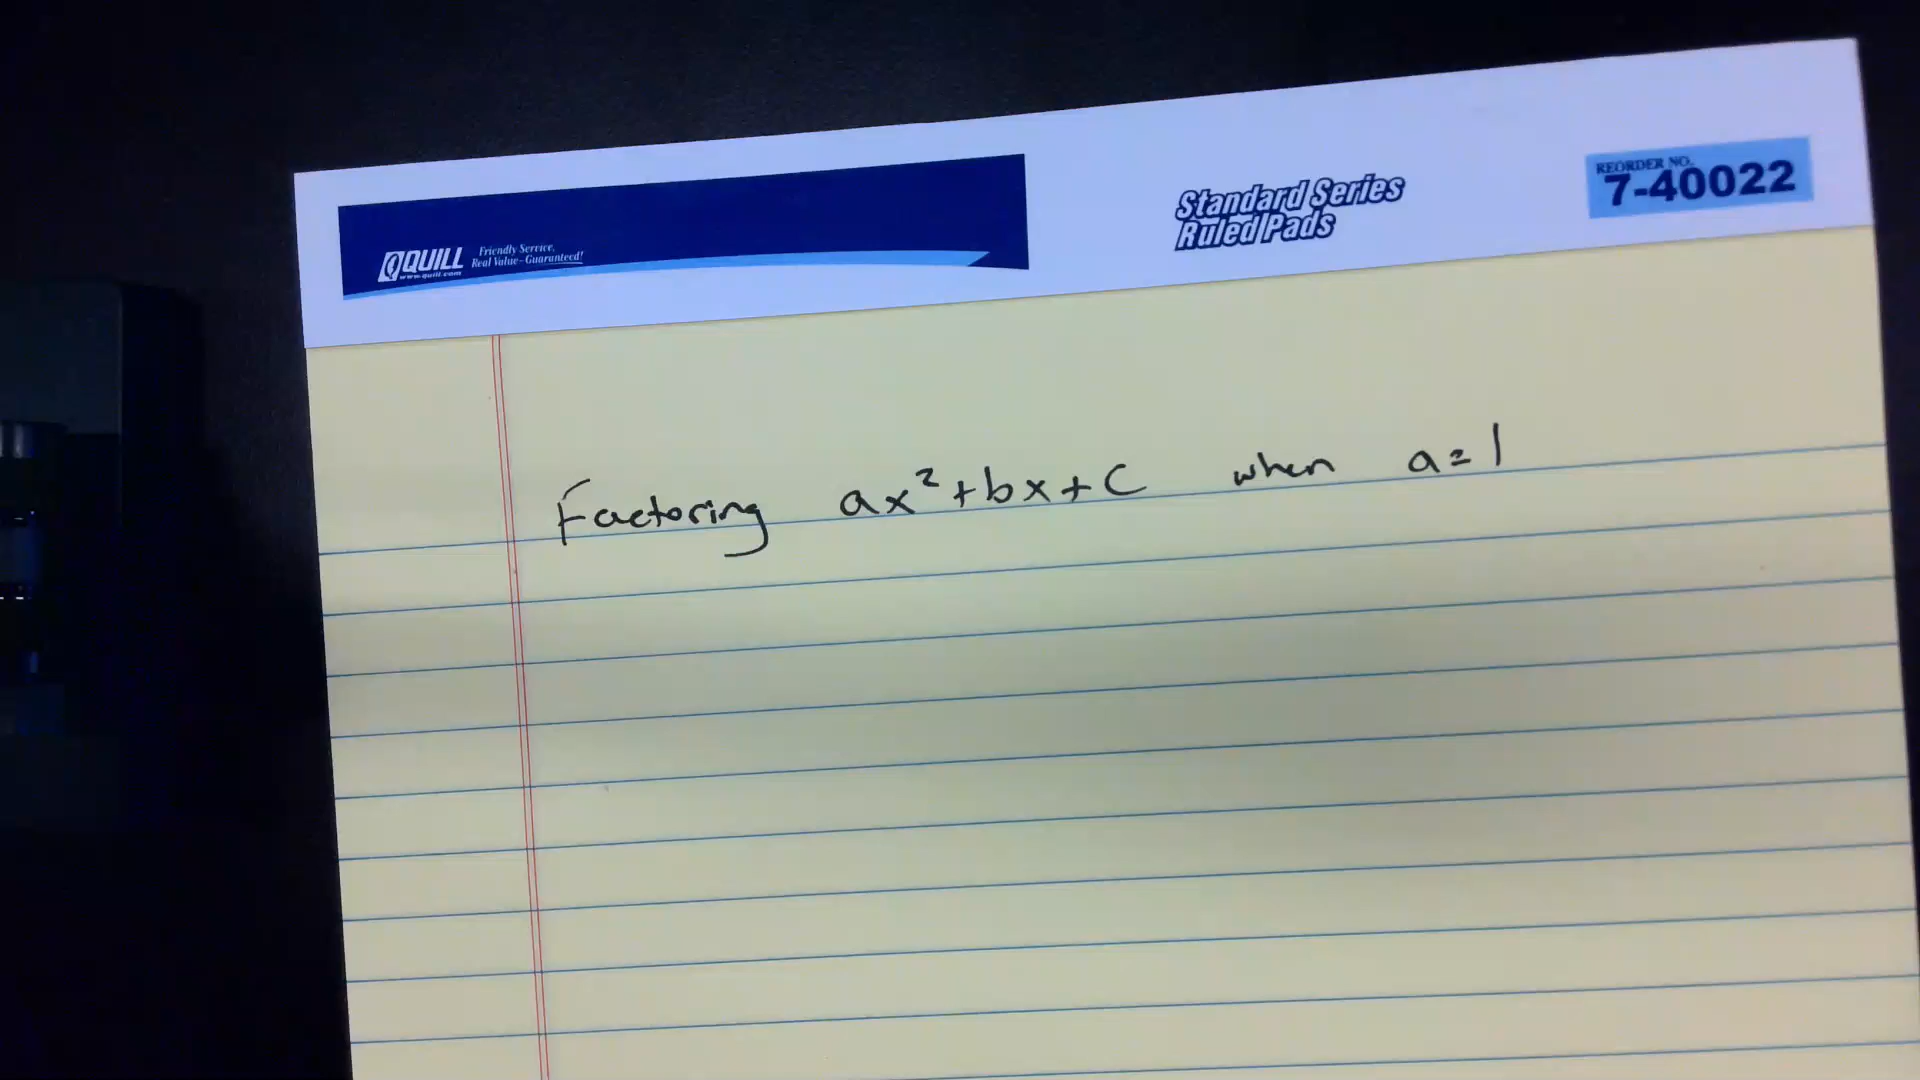 QUILL Friendly Service.
www.quill.com Real Value - Guaranteed!
Standard Series
Ruled Pads
REORDER NO.
7-40022
Factoring ax²+bx+c when a=1